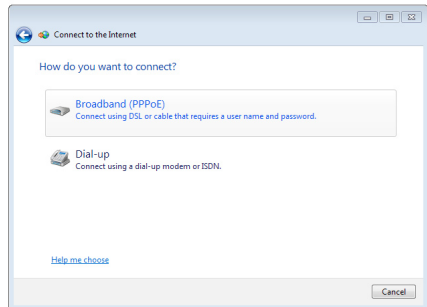 Connect to the Internet
How do you want to connect?
Broadband (PPPoE)
Connect using DSL or cable that requires a user name and password.
Dial-up
Connect using a dial-up modem or ISDN.
Help me choose
Cancel